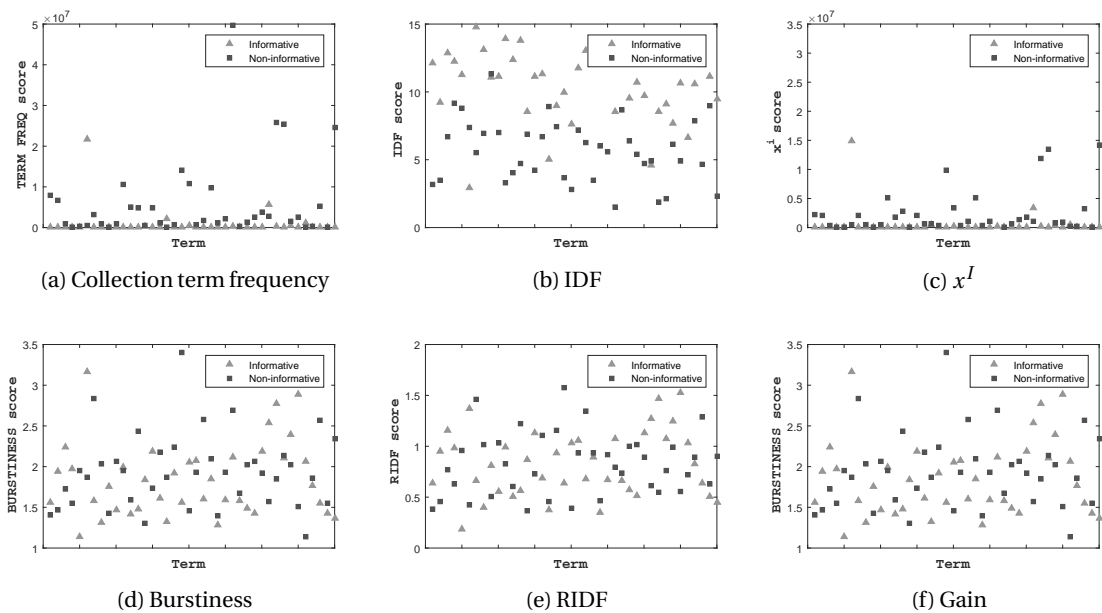 ×10⁷
5
4
3
2
1
0
TERM FREQ score
Informative
Non-informative
Term
(a) Collection term frequency
15
10
5
0
IDF score
Informative
Non-informative
Term
(b) IDF
×10⁷
3.5
3
2.5
2
1.5
1
0.5
0
xⁱ score
Informative
Non-informative
Term
(c) xᴵ
3.5
3
2.5
2
1.5
1
BURSTINESS score
Informative
Non-informative
Term
(d) Burstiness
2
1.5
1
0.5
0
RIDF score
Informative
Non-informative
Term
(e) RIDF
3.5
3
2.5
2
1.5
1
BURSTINESS score
Informative
Non-informative
Term
(f) Gain